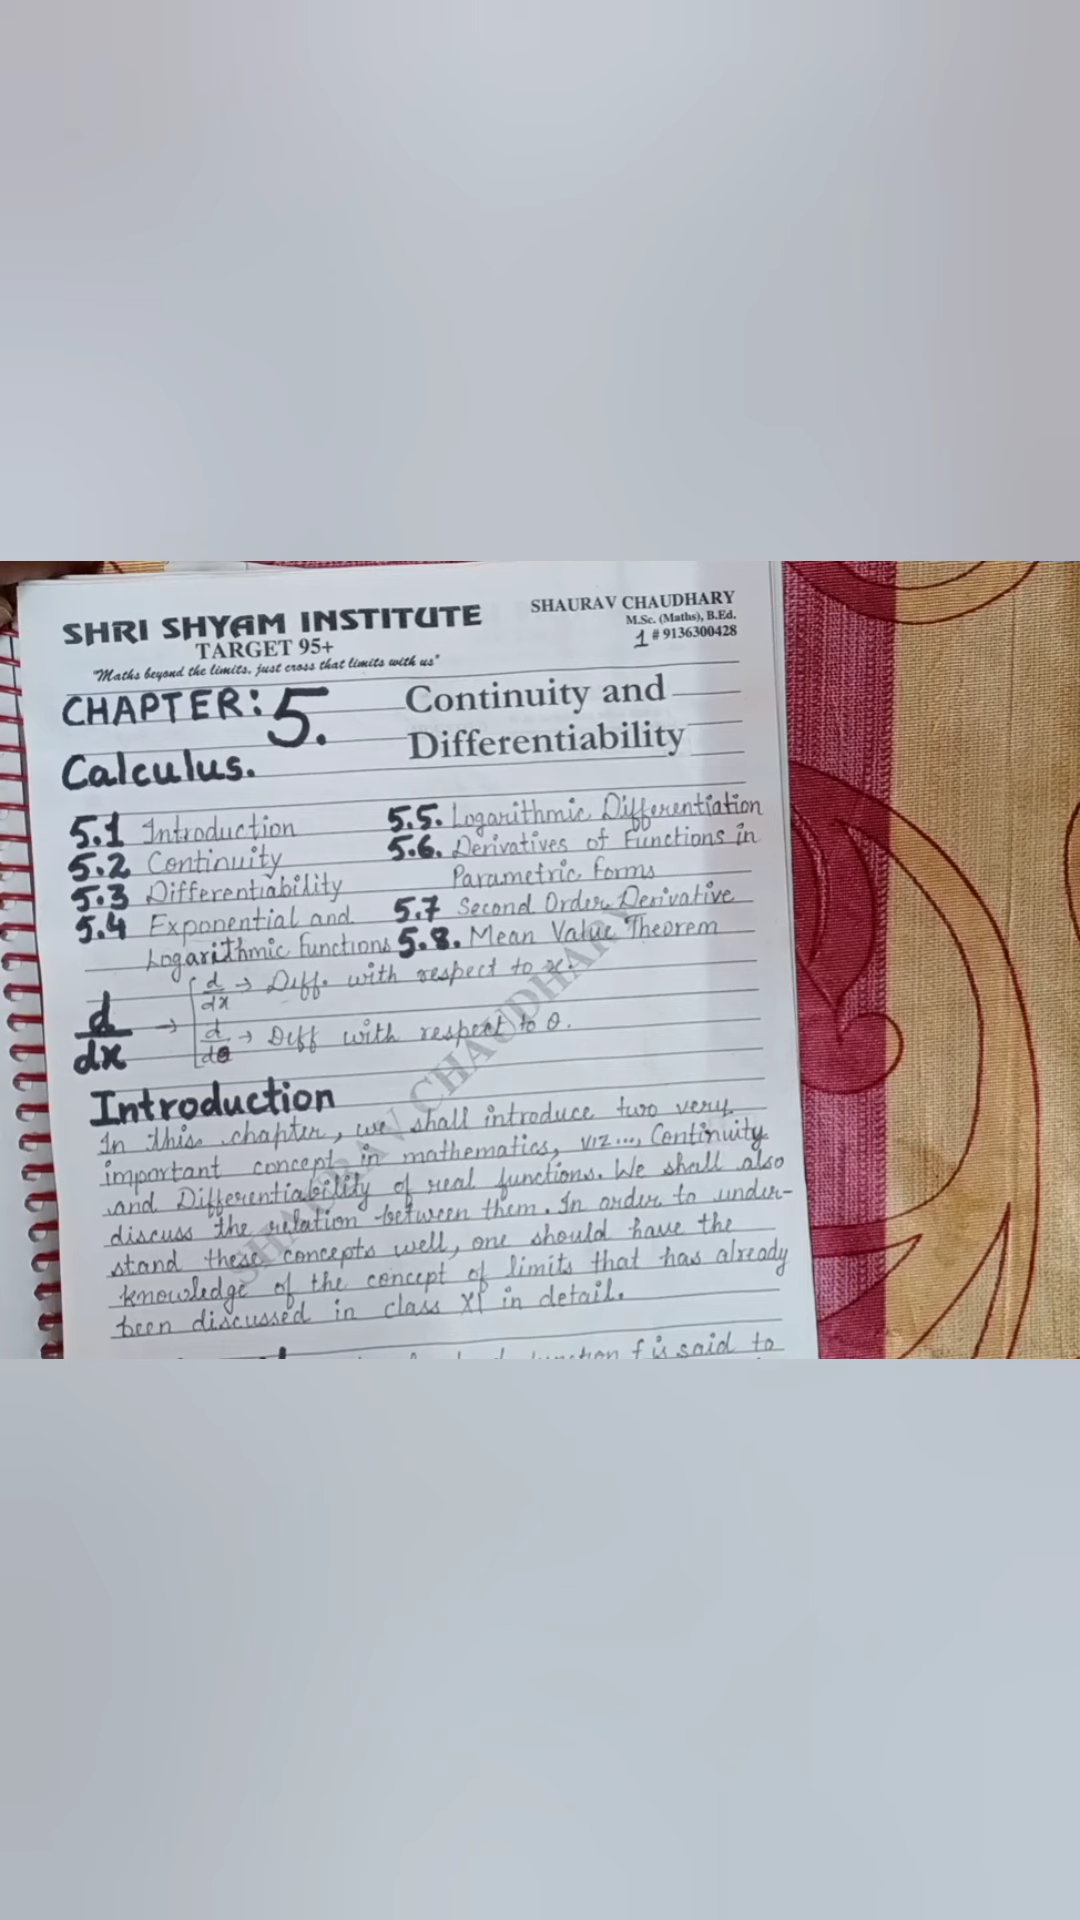 SHRI SHYAM INSTITUTE
TARGET 95+
"Maths beyond the limits, just cross that limits with us"
SHAURAV CHAUDHARY
M.Sc. (Maths), B.Ed.
1 # 9136300428
CHAPTER: 5.
Continuity and
Differentiability
Calculus.
5.1 Introduction
5.2 Continuity
5.3 Differentiability
5.4 Exponential and
Logarithmic functions
5.5. Logarithmic Differentiation
5.6. Derivatives of Functions in
Parametric forms
5.7 Second Order Derivative
5.8. Mean Value Theorem
d/dx → d/dx → Diff. with respect to x.
d/dθ → Diff with respect to θ.
Introduction
In this chapter, we shall introduce two very
important concept in mathematics, viz..., Continuity
and Differentiability of real functions. We shall also
discuss the relation between them. In order to under-
stand these concepts well, one should have the
knowledge of the concept of limits that has already
been discussed in class XI in detail.
function f is said to
SHAURAV CHAUDHARY